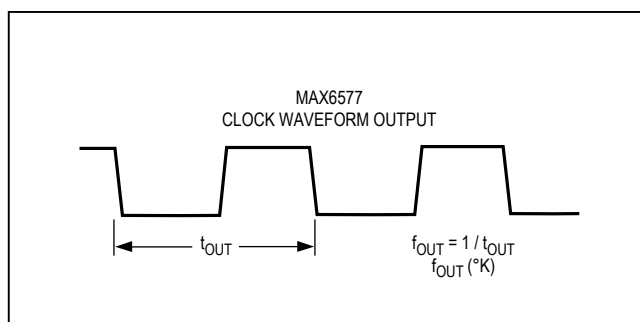 MAX6577
CLOCK WAVEFORM OUTPUT
tOUT
fOUT = 1 / tOUT
fOUT (°K)